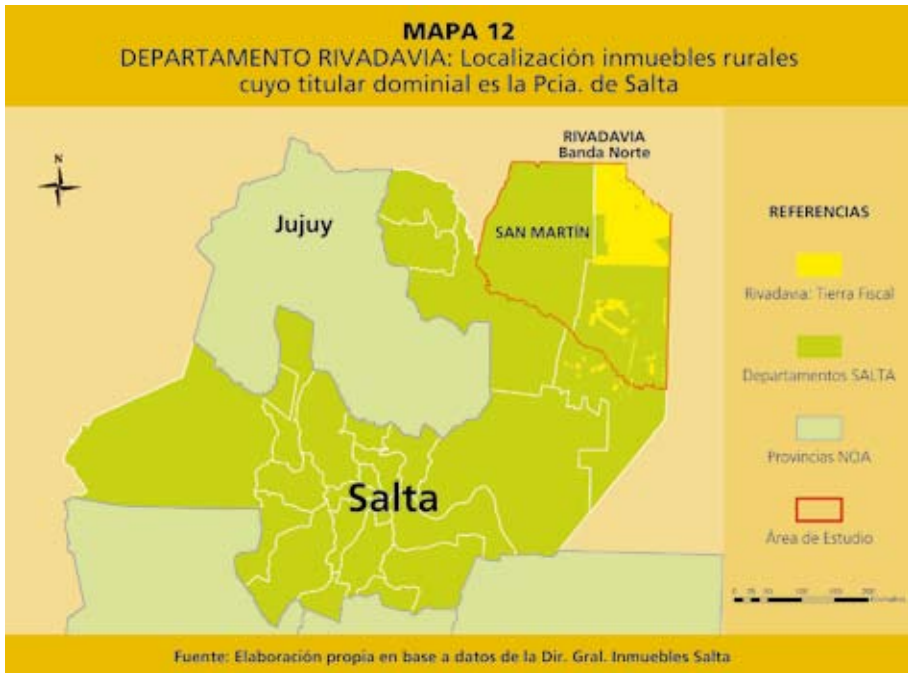 MAPA 12
DEPARTAMENTO RIVADAVIA: Localización inmuebles rurales
cuyo titular dominial es la Pcia. de Salta
N
RIVADAVIA
Banda Norte
Jujuy
SAN MARTÍN
Salta
REFERENCIAS
Rivadavia: Tierra Fiscal
Departamentos SALTA
Provincias NOA
Área de Estudio
Fuente: Elaboración propia en base a datos de la Dir. Gral. Inmuebles Salta